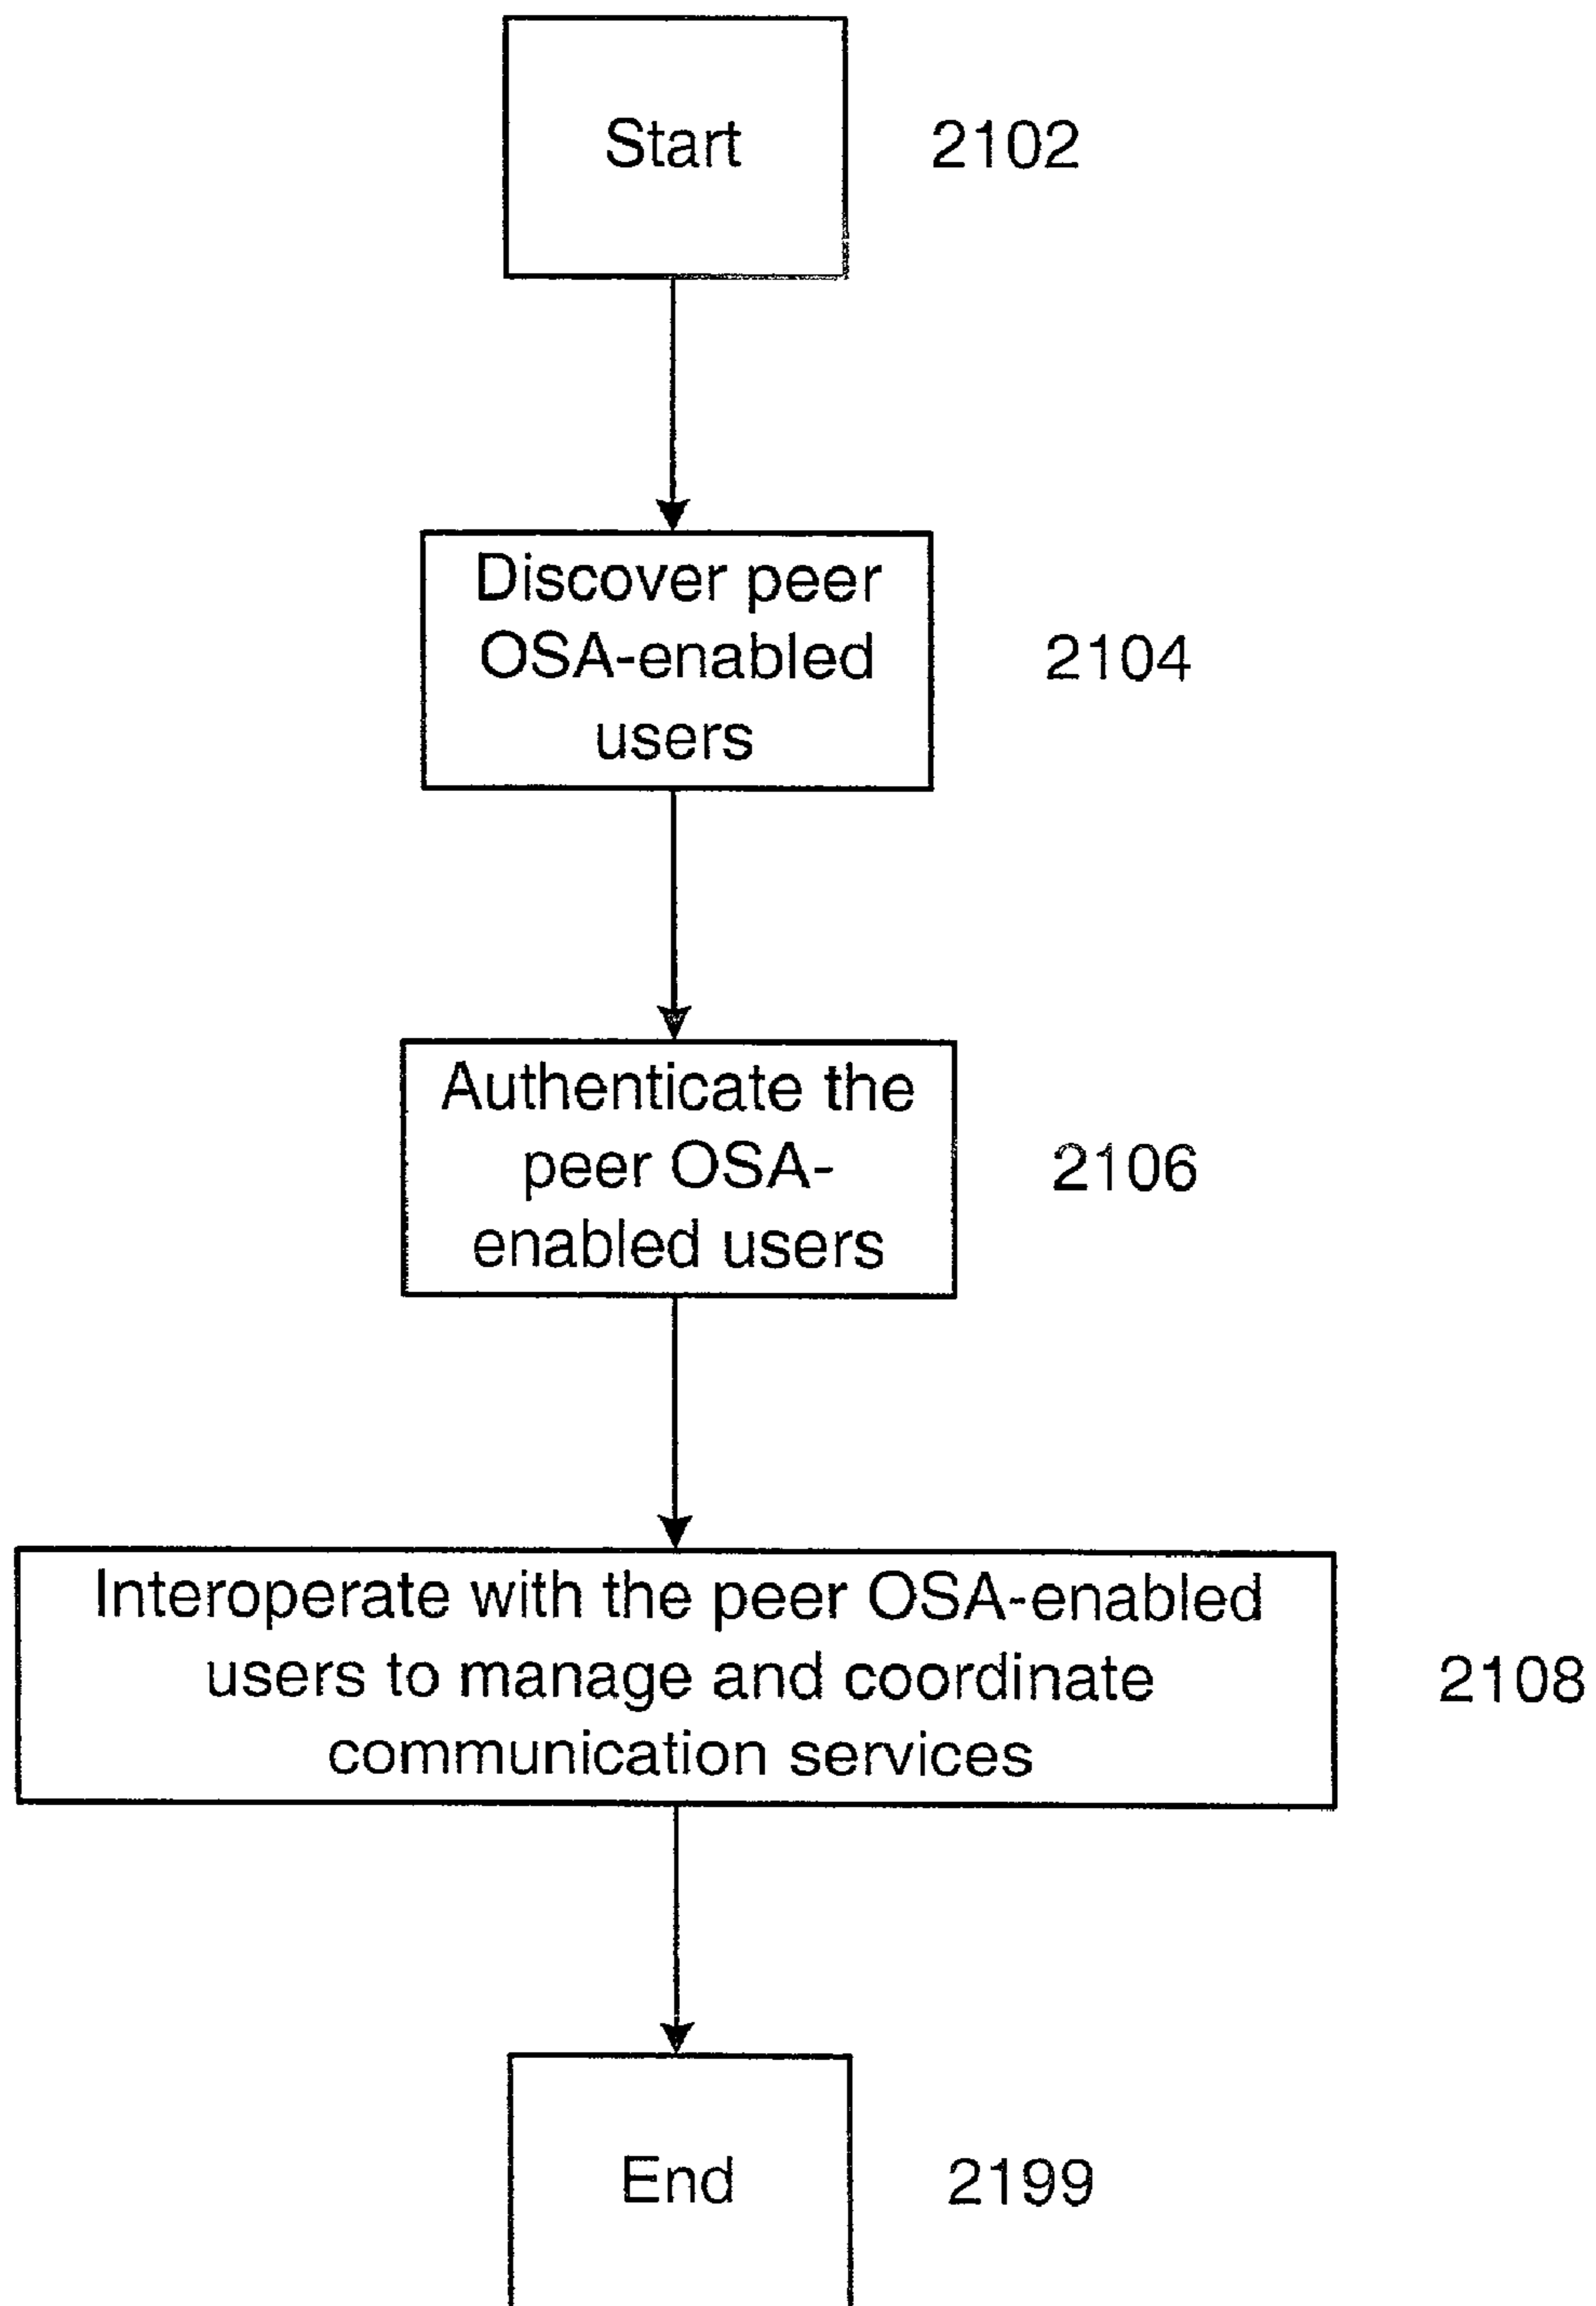 Start
2102
Discover peer
OSA-enabled
users
2104
Authenticate the
peer OSA-
enabled users
2106
Interoperate with the peer OSA-enabled
users to manage and coordinate
communication services
2108
End
2199